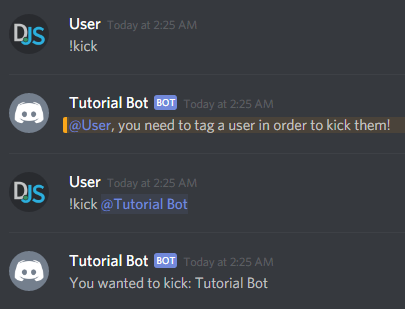 DJS
User Today at 2:25 AM
!kick
Tutorial Bot BOT Today at 2:25 AM
@User, you need to tag a user in order to kick them!
DJS
User Today at 2:25 AM
!kick @Tutorial Bot
Tutorial Bot BOT Today at 2:25 AM
You wanted to kick: Tutorial Bot